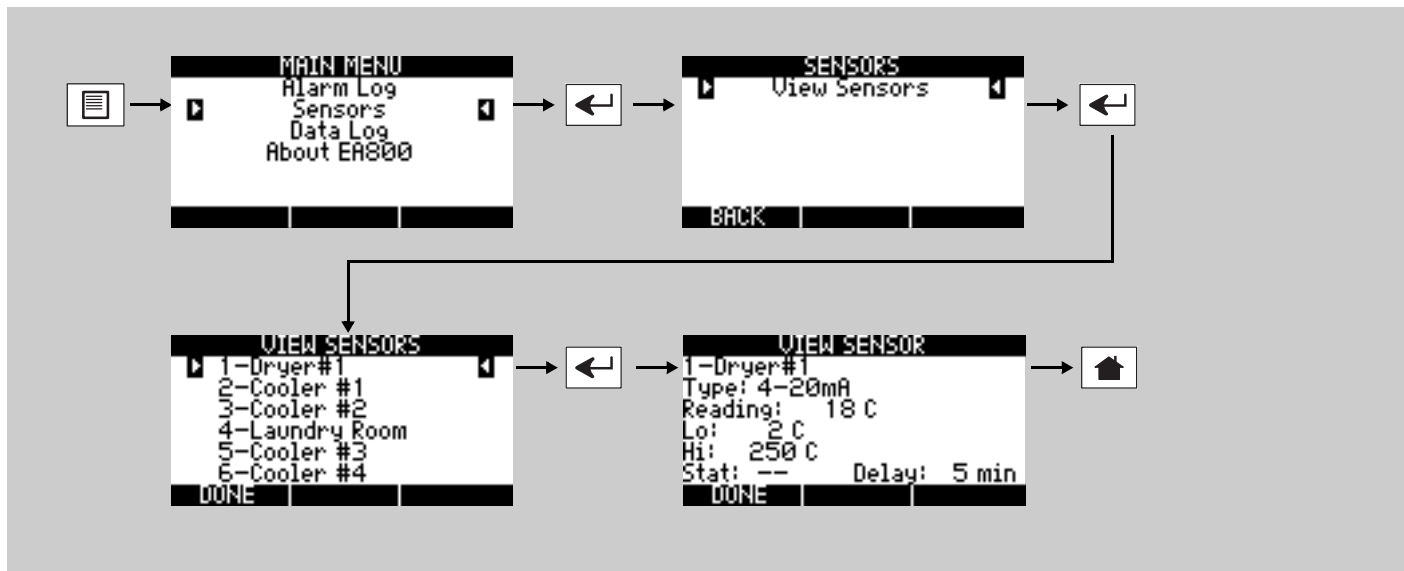 MAIN MENU
Alarm Log
Sensors
Data Log
About EA800
SENSORS
View Sensors
BACK
VIEW SENSORS
1-Dryer#1
2-Cooler #1
3-Cooler #2
4-Laundry Room
5-Cooler #3
6-Cooler #4
DONE
VIEW SENSOR
1-Dryer#1
Type: 4-20mA
Reading: 18 C
Lo: 2 C
Hi: 250 C
Stat: -- Delay: 5 min
DONE